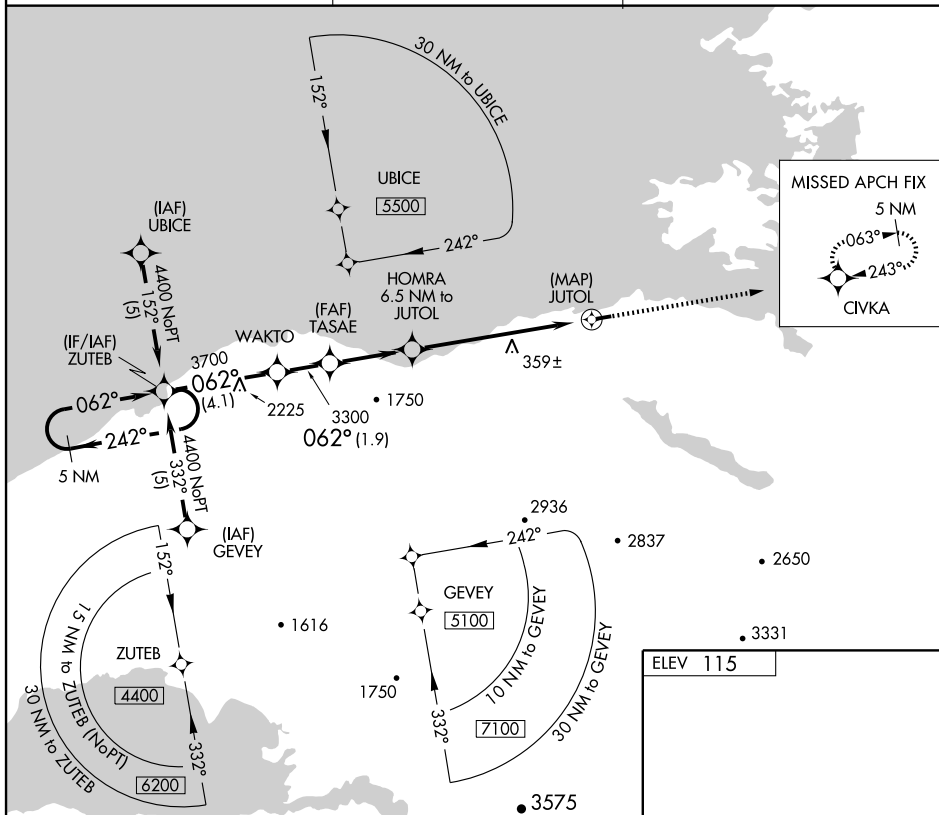 30 NM to UBICE
152°
UBICE
5500
242°
MISSED APCH FIX
5 NM
063°
243°
CIVKA
(IAF)
UBICE
4400 NoPT
152°
(5)
(IF/IAF)
ZUTEB
WAKTO
(FAF)
TASAE
HOMRA
6.5 NM to
JUTOL
(MAP)
JUTOL
3700
062°
(4.1)
062°
242°
5 NM
2225
3300
062° (1.9)
1750
359±
4400 NoPT
332°
(5)
(IAF)
GEVEY
152°
15 NM to ZUTEB (NoPT)
30 NM to ZUTEB
ZUTEB
4400
6200
332°
1616
1750
2936
242°
2837
2650
3331
GEVEY
5100
10 NM to GEVEY
7100
30 NM to GEVEY
332°
3575
ELEV 115